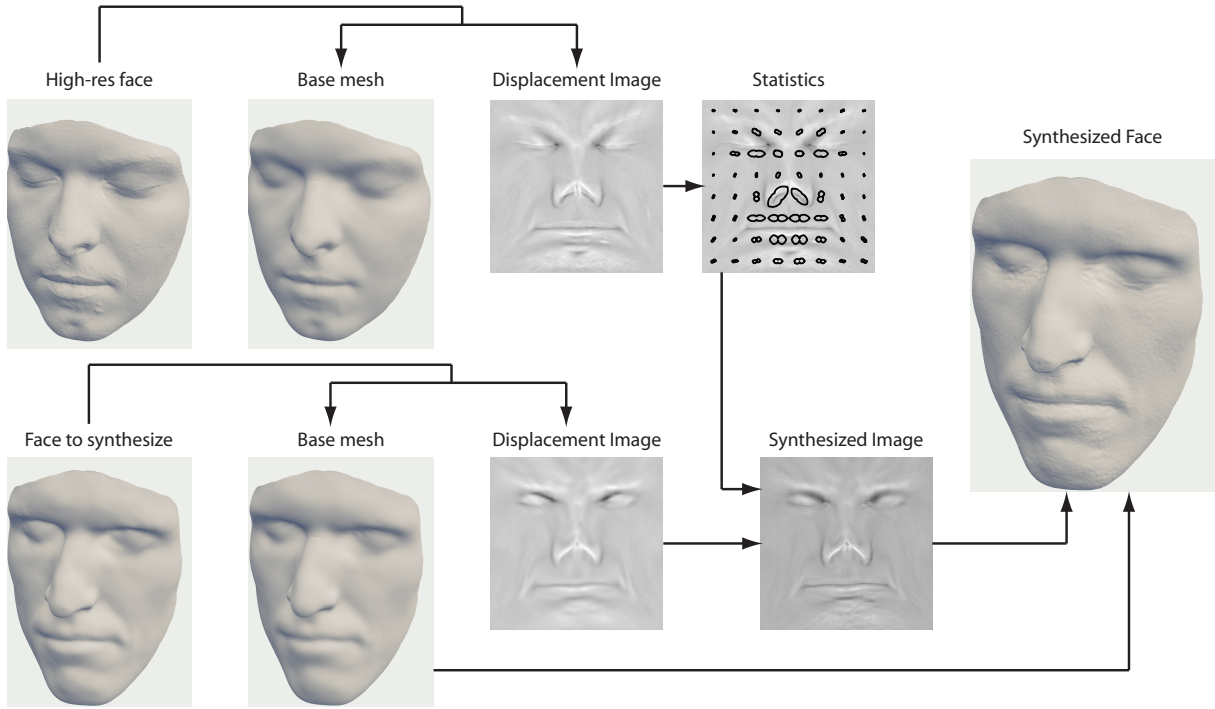 High-res face
Base mesh
Displacement Image
Statistics
Synthesized Face
Face to synthesize
Base mesh
Displacement Image
Synthesized Image